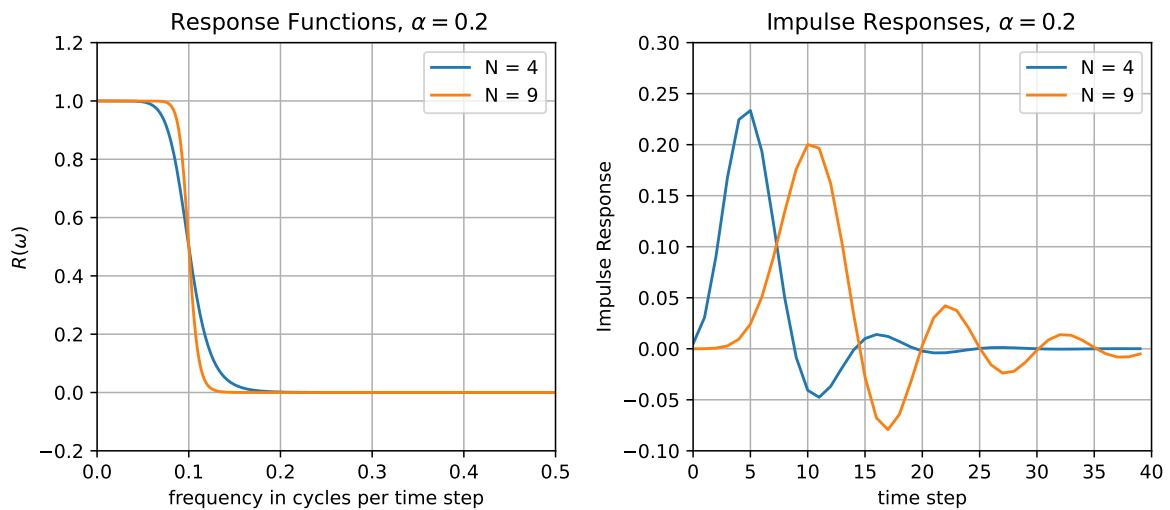 Response Functions, α = 0.2
1.2
1.0
0.8
0.6
0.4
0.2
0.0
−0.2
R(ω)
N = 4
N = 9
0.0 0.1 0.2 0.3 0.4 0.5
frequency in cycles per time step
Impulse Responses, α = 0.2
0.30
0.25
0.20
0.15
0.10
0.05
0.00
−0.05
−0.10
Impulse Response
N = 4
N = 9
0 5 10 15 20 25 30 35 40
time step